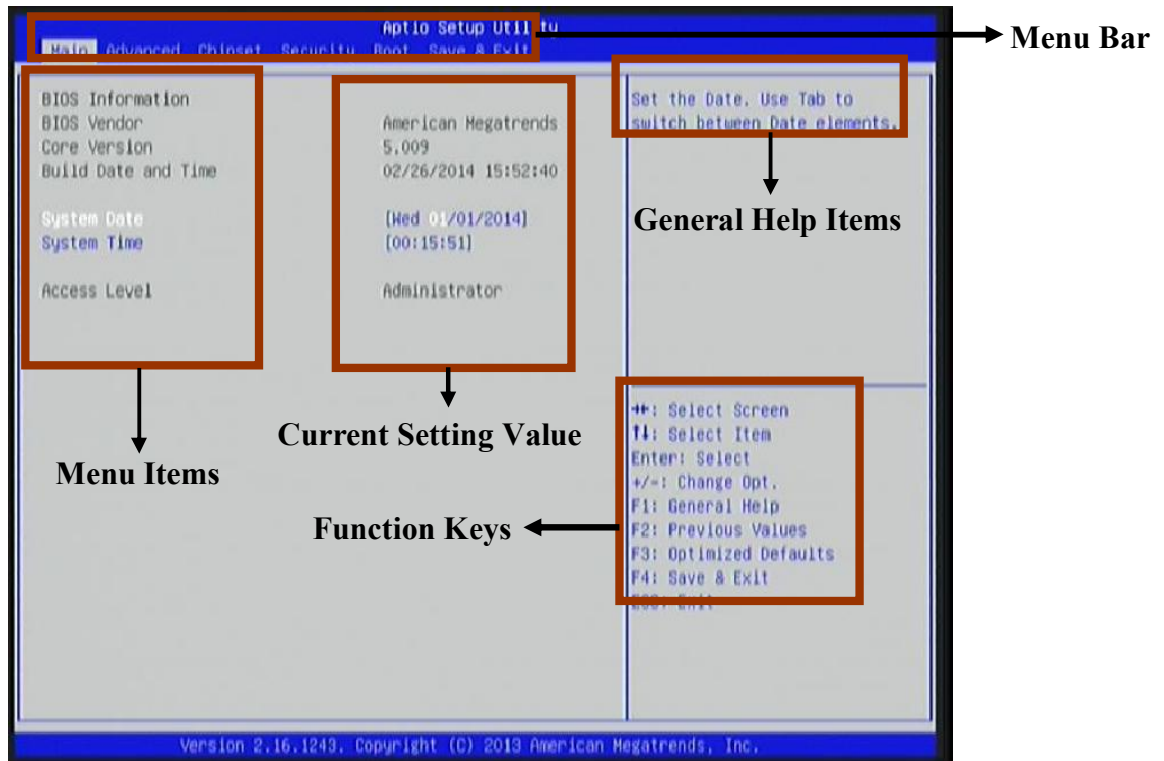 Aptio Setup Utility
Main Advanced Chipset Security Boot Save & Exit
Menu Bar
BIOS Information
BIOS Vendor American Megatrends
Core Version 5.009
Build Date and Time 02/26/2014 15:52:40
System Date [Wed 01/01/2014]
System Time [00:15:51]
Access Level Administrator
Set the Date. Use Tab to
switch between Date elements.
General Help Items
Menu Items
Current Setting Value
Function Keys
→←: Select Screen
↑↓: Select Item
Enter: Select
+/-: Change Opt.
F1: General Help
F2: Previous Values
F3: Optimized Defaults
F4: Save & Exit
ESC: Exit
Version 2.16.1243. Copyright (C) 2013 American Megatrends, Inc.